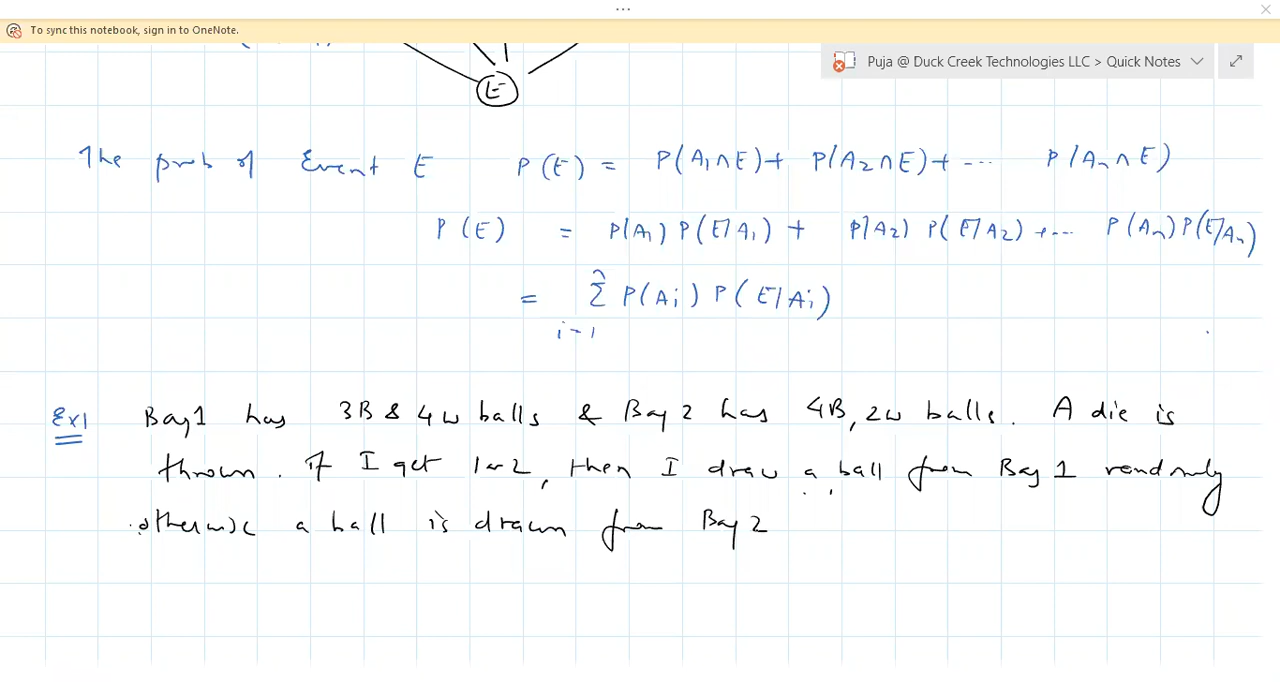 To sync this notebook, sign in to OneNote.
Puja @ Duck Creek Technologies LLC > Quick Notes
E
The prob of Event E P(E) = P(A₁∩E)+ P(A₂∩E)+ --- P(Aₙ∩E)
P(E) = P(A₁) P(E/A₁) + P(A₂) P(E/A₂) +--- P(Aₙ)P(E/Aₙ)
= n Σ P(Ai) P(E/Ai)
i=1
Ex1 Bag1 has 3B & 4W balls & Bag 2 has 4B, 2W balls. A die is
thrown. if I get 1 or 2, then I draw a ball from Bag 1 randomly
otherwise a ball is drawn from Bag 2